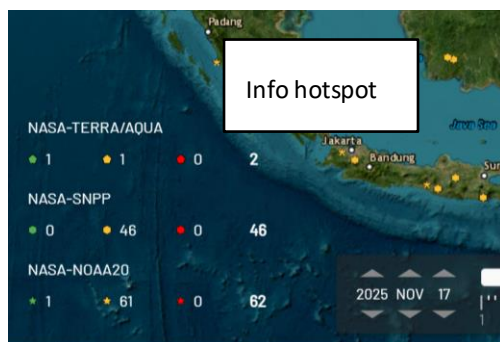 Padang
Info hotspot
NASA-TERRA/AQUA
Java Sea
Jakarta
1 1 0 2
Bandung
NASA-SNPP
0 46 0 46
NASA-NOAA20
1 61 0 62
2025 NOV 17
1